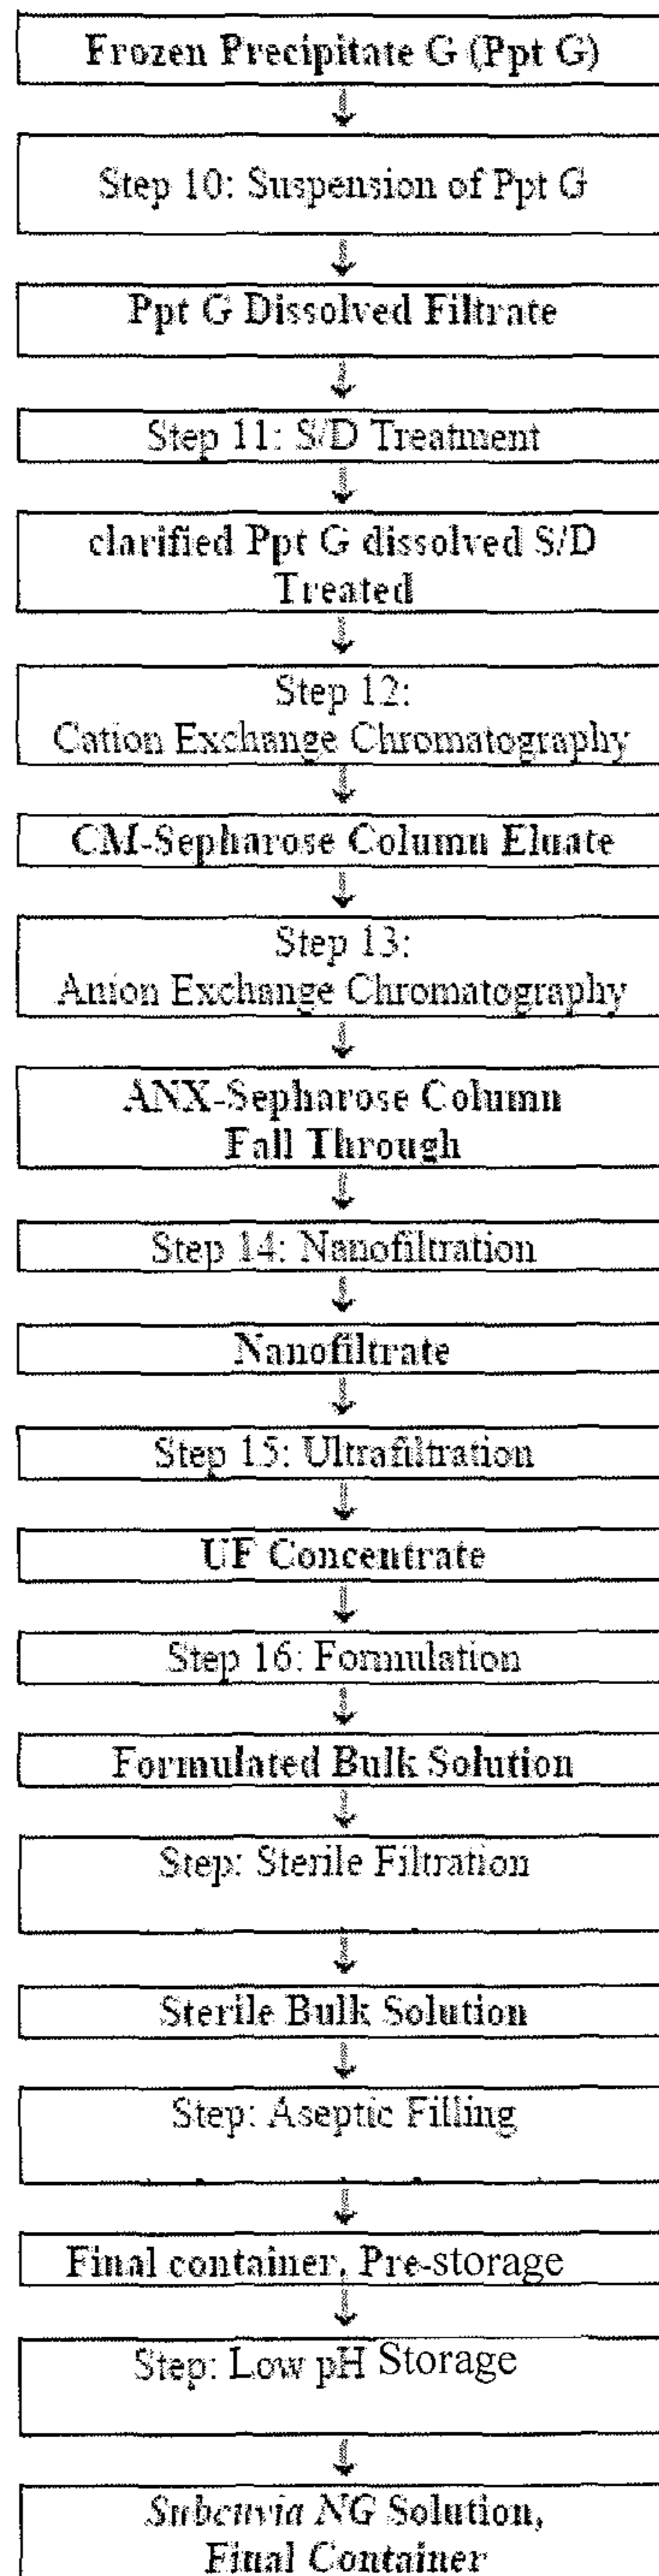 Frozen Precipitate G (Ppt G)
Step 10: Suspension of Ppt G
Ppt G Dissolved Filtrate
Step 11: S/D Treatment
clarified Ppt G dissolved S/D
Treated
Step 12:
Cation Exchange Chromatography
CM-Sepharose Column Eluate
Step 13:
Anion Exchange Chromatography
ANX-Sepharose Column
Fall Through
Step 14: Nanofiltration
Nanofiltrate
Step 15: Ultrafiltration
UF Concentrate
Step 16: Formulation
Formulated Bulk Solution
Step: Sterile Filtration
Sterile Bulk Solution
Step: Aseptic Filling
Final container, Pre-storage
Step: Low pH Storage
Subcuvia NG Solution,
Final Container